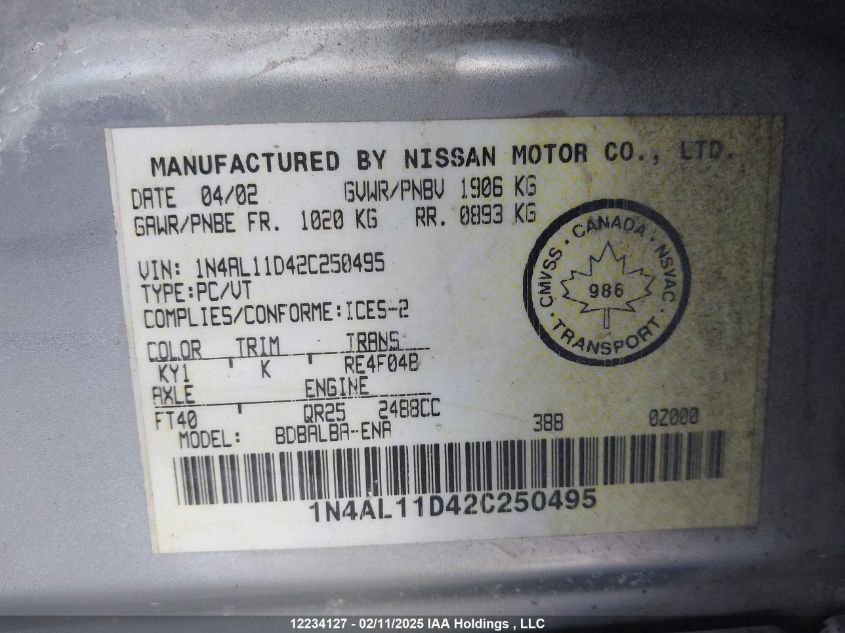 MANUFACTURED BY NISSAN MOTOR CO., LTD.
DATE 04/02 GVWR/PNBV 1906 KG
GAWR/PNBE FR. 1020 KG RR. 0893 KG
VIN: 1N4AL11D42C250495
TYPE:PC/VT
COMPLIES/CONFORME:ICES-2
CMVSS · CANADA · NSVAC · TRANSPORT ·
986
COLOR TRIM TRANS
KY1 ' K ' RE4F04B
AXLE ENGINE
FT40 ' QR25 2488CC 3BB 0Z000
MODEL: BDBALBA-ENA
1N4AL11D42C250495
12234127 - 02/11/2025 IAA Holdings , LLC